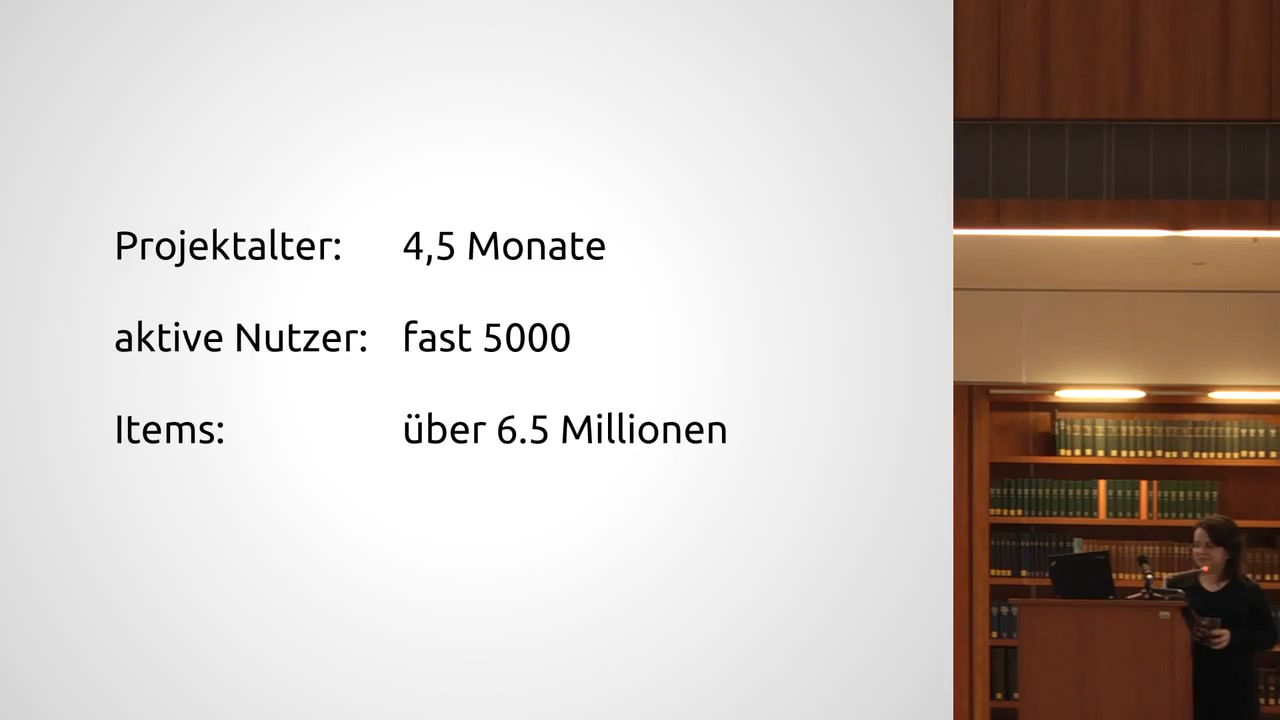 Projektalter: 4,5 Monate
aktive Nutzer: fast 5000
Items: über 6.5 Millionen